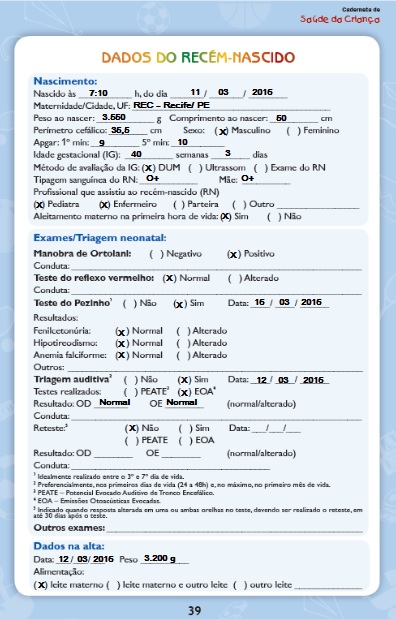 Caderneta de
Saúde da Criança
DADOS DO RECÉM-NASCIDO
Nascimento:
Nascido às 7:10 h, do dia 11 / 03 / 2016
Maternidade/Cidade, UF: REC – Recife/ PE
Peso ao nascer: 3.550 g Comprimento ao nascer: 50 cm
Perímetro cefálico: 35,5 cm Sexo: (x) Masculino ( ) Feminino
Apgar: 1º min: 9 5º min: 10
Idade gestacional (IG): 40 semanas 3 dias
Método de avaliação da IG: (x) DUM ( ) Ultrassom ( ) Exame do RN
Tipagem sanguínea do RN: O+ Mãe: O+
Profissional que assistiu ao recém-nascido (RN)
(x) Pediatra (x) Enfermeiro ( ) Parteira ( ) Outro
Aleitamento materno na primeira hora de vida: (x) Sim ( ) Não
Exames/Triagem neonatal:
Manobra de Ortolani: ( ) Negativo (x) Positivo
Conduta:
Teste do reflexo vermelho: (x) Normal ( ) Alterado
Conduta:
Teste do Pezinho¹ ( ) Não (x) Sim Data: 16 / 03 / 2016
Resultados:
Fenilcetonúria: (x) Normal ( ) Alterado
Hipotireodismo: (x) Normal ( ) Alterado
Anemia falciforme: (x) Normal ( ) Alterado
Outros:
Triagem auditiva² ( ) Não (x) Sim Data: 12 / 03 / 2016
Testes realizados: ( ) PEATE³ (x) EOA⁴
Resultado: OD Normal OE Normal (normal/alterado)
Conduta:
Reteste:⁵ (x) Não ( ) Sim Data: __/__/__
( ) PEATE ( ) EOA
Resultado: OD OE (normal/alterado)
Conduta:
¹ Idealmente realizado entre o 3º e 7º dia de vida.
² Preferencialmente, nos primeiros dias de vida (24 a 48h) e, no máximo, no primeiro mês de vida.
³ PEATE – Potencial Evocado Auditivo de Tronco Encefálico.
⁴ EOA – Emissões Otoacústicas Evocadas.
⁵ Indicado quando resposta alterada em uma ou ambas orelhas no teste, devendo ser realizado o reteste, em
até 30 dias após o teste.
Outros exames:
Dados na alta:
Data: 12 / 03/ 2016 Peso 3.200 g
Alimentação:
(x) leite materno ( ) leite materno e outro leite ( ) outro leite
39